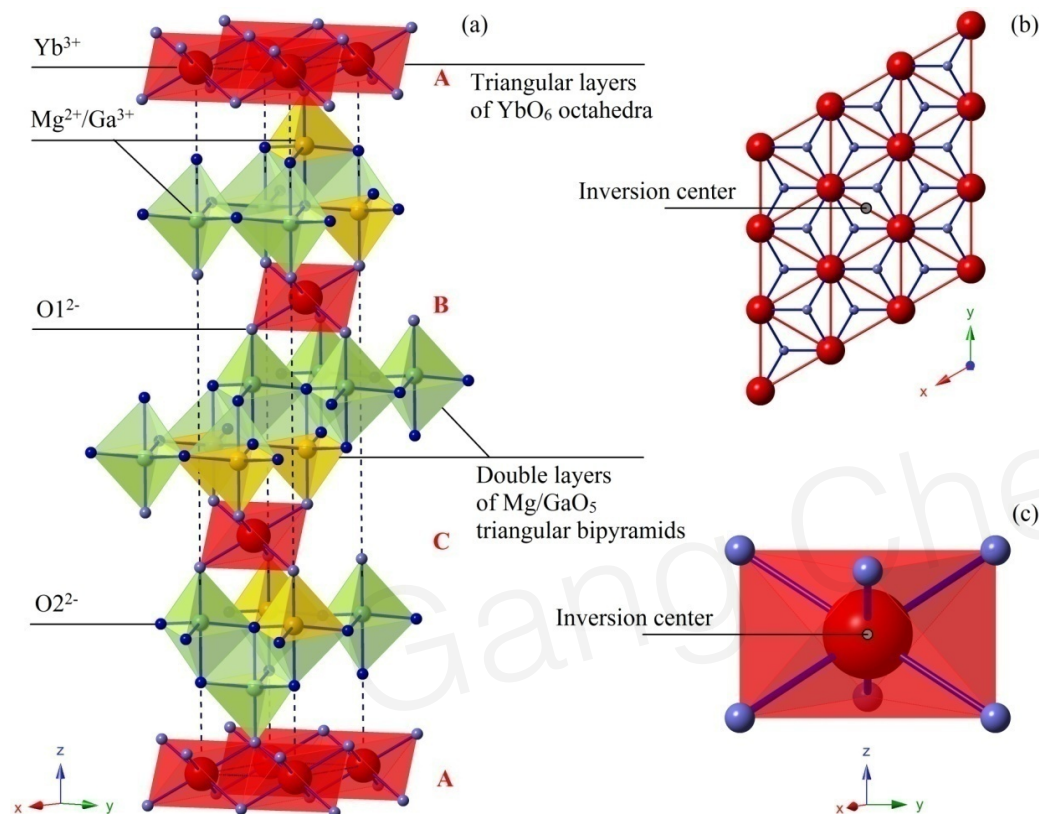 (a)
Yb³⁺
A
Triangular layers
of YbO₆ octahedra
Mg²⁺/Ga³⁺
O1²⁻
B
Double layers
of Mg/GaO₅
triangular bipyramids
C
O2²⁻
A
z
x
y
(b)
Inversion center
y
x
(c)
Inversion center
z
x
y
Gang Che